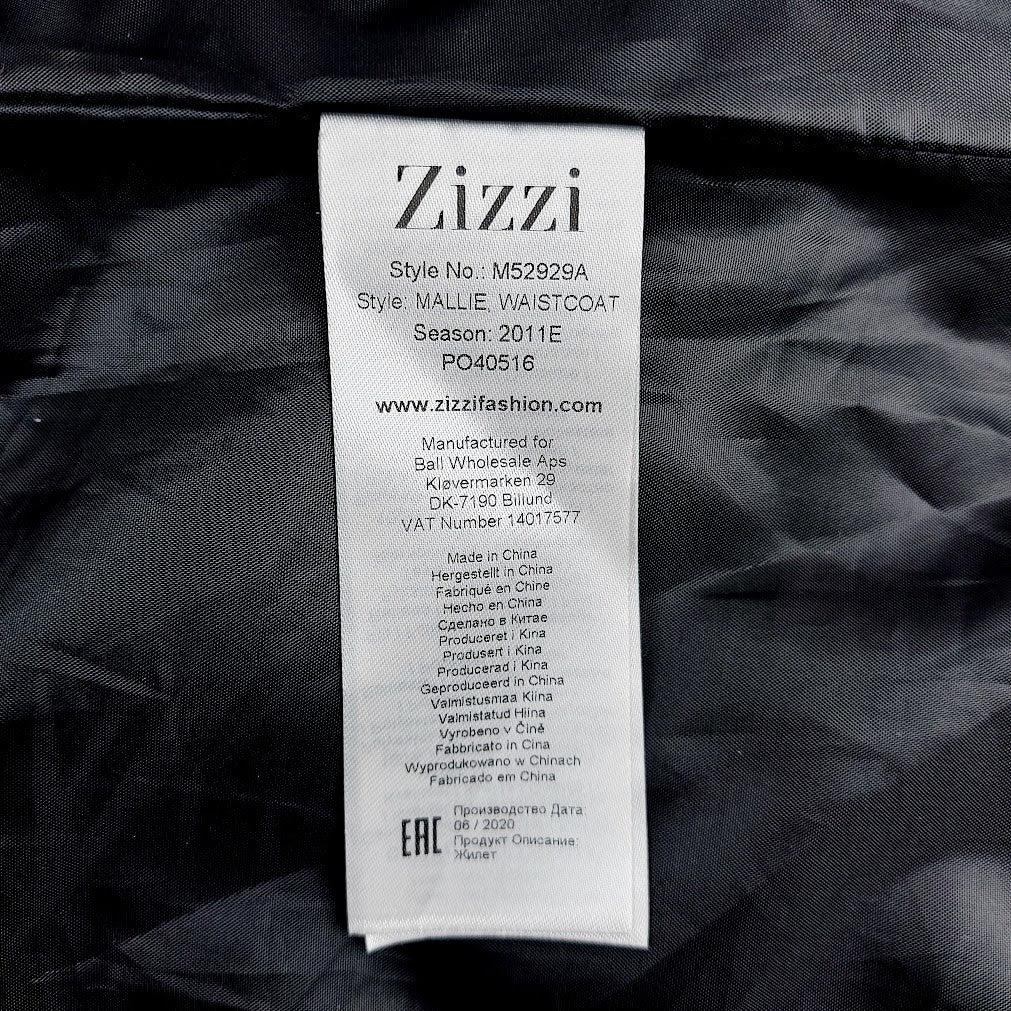 Zizzi
Style No.: M52929A
Style: MALLIE, WAISTCOAT
Season: 2011E
PO40516
www.zizzifashion.com
Manufactured for
Ball Wholesale Aps
Kløvermarken 29
DK-7190 Billund
VAT Number 14017577
Made in China
Hergestellt in China
Fabriqué en Chine
Hecho en China
Сделано в Китае
Produceret i Kina
Produsert i Kina
Producerad i Kina
Geproduceerd in China
Valmistusmaa Kiina
Valmistatud Hiina
Vyrobeno v Čině
Fabbricato in Cina
Wyprodukowano w Chinach
Fabricado em China
EAC
Производство Дата:
06 / 2020
Продукт Описание:
Жилет